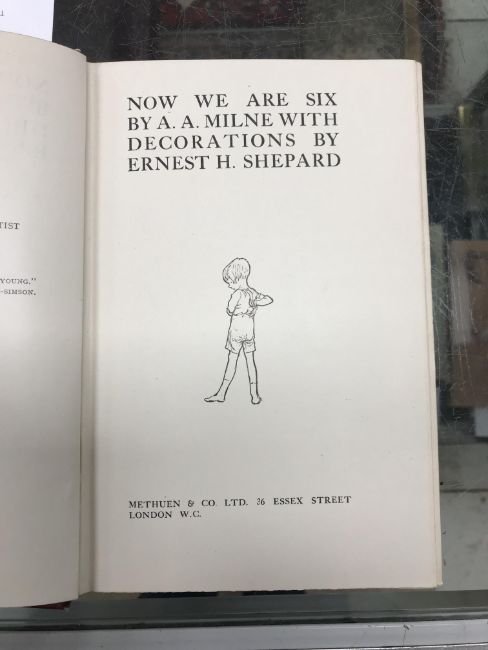 TIST
YOUNG,"
-SIMSON.
NOW WE ARE SIX
BY A. A. MILNE WITH
DECORATIONS BY
ERNEST H. SHEPARD
METHUEN & CO. LTD. 36 ESSEX STREET
LONDON W.C.